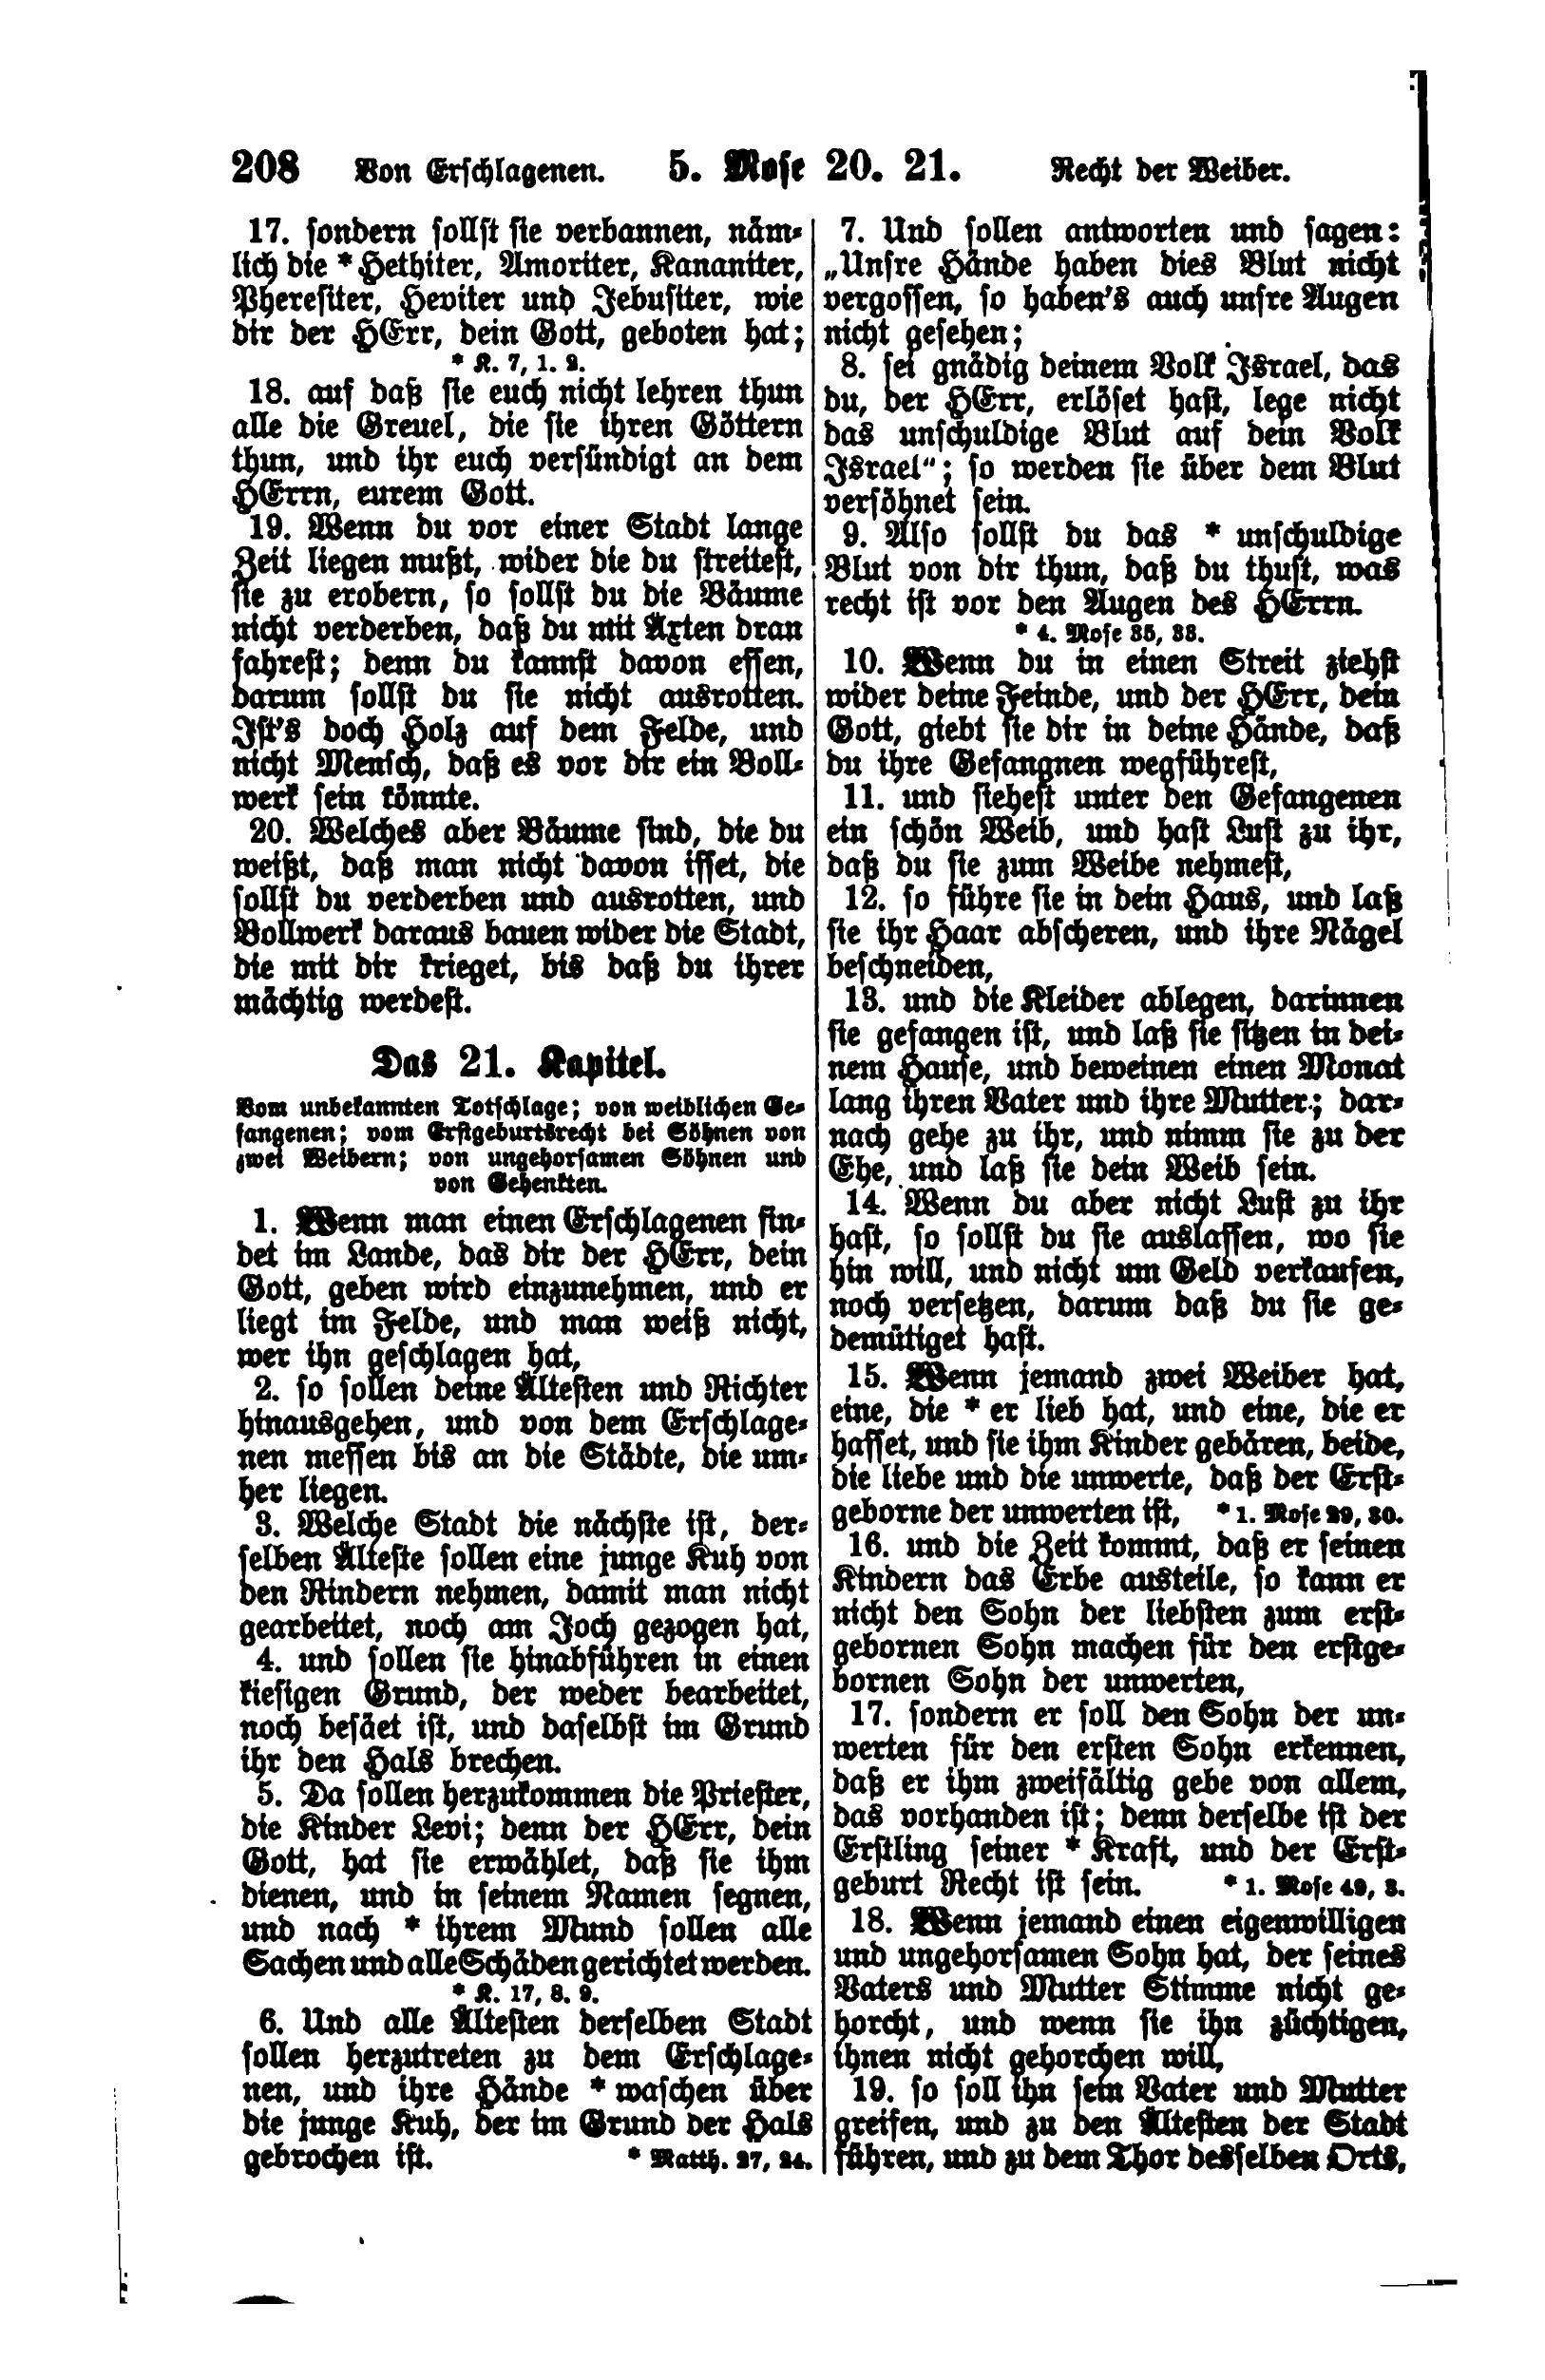 208 Von Erschlagenen. 5. Mose 20. 21. Recht der Weiber.
17. sondern sollst sie verbannen, näm-
lich die * Hethiter, Amoriter, Kananiter,
Pheresiter, Heviter und Jebusiter, wie
dir der HErr, dein Gott, geboten hat;
* K. 7, 1. 2.
18. auf daß sie euch nicht lehren thun
alle die Greuel, die sie ihren Göttern
thun, und ihr euch versündigt an dem
HErrn, eurem Gott.
19. Wenn du vor einer Stadt lange
Zeit liegen mußt, wider die du streitest,
sie zu erobern, so sollst du die Bäume
nicht verderben, daß du mit Äxten dran
fahrest; denn du kannst davon essen,
darum sollst du sie nicht ausrotten.
Ist's doch Holz auf dem Felde, und
nicht Mensch, daß es vor dir ein Boll-
werk sein könnte.
20. Welches aber Bäume sind, die du
weißt, daß man nicht davon isset, die
sollst du verderben und ausrotten, und
Bollwerk daraus bauen wider die Stadt,
die mit dir krieget, bis daß du ihrer
mächtig werdest.
Das 21. Kapitel.
Vom unbekannten Totschlage; von weiblichen Ge-
fangenen; vom Erstgeburtsrecht bei Söhnen von
zwei Weibern; von ungehorsamen Söhnen und
von Gehenkten.
1. Wenn man einen Erschlagenen fin-
det im Lande, das dir der HErr, dein
Gott, geben wird einzunehmen, und er
liegt im Felde, und man weiß nicht,
wer ihn geschlagen hat,
2. so sollen deine Ältesten und Richter
hinausgehen, und von dem Erschlage-
nen messen bis an die Städte, die um-
her liegen.
3. Welche Stadt die nächste ist, der-
selben Älteste sollen eine junge Kuh von
den Rindern nehmen, damit man nicht
gearbeitet, noch am Joch gezogen hat,
4. und sollen sie hinabführen in einen
kiesigen Grund, der weder bearbeitet,
noch besäet ist, und daselbst im Grund
ihr den Hals brechen.
5. Da sollen herzukommen die Priester,
die Kinder Levi; denn der HErr, dein
Gott, hat sie erwählet, daß sie ihm
dienen, und in seinem Namen segnen,
und nach * ihrem Mund sollen alle
Sachen und alle Schäden gerichtet werden.
* K. 17, 8. 9.
6. Und alle Ältesten derselben Stadt
sollen herzutreten zu dem Erschlage-
nen, und ihre Hände * waschen über
die junge Kuh, der im Grund der Hals
gebrochen ist. * Matth. 27, 24.
7. Und sollen antworten und sagen:
„Unsre Hände haben dies Blut nicht
vergossen, so haben's auch unsre Augen
nicht gesehen;
8. sei gnädig deinem Volk Israel, das
du, der HErr, erlöset hast, lege nicht
das unschuldige Blut auf dein Volk
Israel“; so werden sie über dem Blut
versöhnet sein.
9. Also sollst du das * unschuldige
Blut von dir thun, daß du thust, was
recht ist vor den Augen des HErrn.
* 4. Mose 35, 33.
10. Wenn du in einen Streit ziehst
wider deine Feinde, und der HErr, dein
Gott, giebt sie dir in deine Hände, daß
du ihre Gefangnen wegführest,
11. und siehest unter den Gefangenen
ein schön Weib, und hast Lust zu ihr,
daß du sie zum Weibe nehmest,
12. so führe sie in dein Haus, und laß
sie ihr Haar abscheren, und ihre Nägel
beschneiden,
13. und die Kleider ablegen, darinnen
sie gefangen ist, und laß sie sitzen in dei-
nem Hause, und beweinen einen Monat
lang ihren Vater und ihre Mutter; dar-
nach gehe zu ihr, und nimm sie zu der
Ehe, und laß sie dein Weib sein.
14. Wenn du aber nicht Lust zu ihr
hast, so sollst du sie auslassen, wo sie
hin will, und nicht um Geld verkaufen,
noch versetzen, darum daß du sie ge-
demütiget hast.
15. Wenn jemand zwei Weiber hat,
eine, die * er lieb hat, und eine, die er
hasset, und sie ihm Kinder gebären, beide,
die liebe und die unwerte, daß der Erst-
geborne der unwerten ist, * 1. Mose 29, 30.
16. und die Zeit kommt, daß er seinen
Kindern das Erbe austeile, so kann er
nicht den Sohn der liebsten zum erst-
gebornen Sohn machen für den erstge-
bornen Sohn der unwerten,
17. sondern er soll den Sohn der un-
werten für den ersten Sohn erkennen,
daß er ihm zweifältig gebe von allem,
das vorhanden ist; denn derselbe ist der
Erstling seiner * Kraft, und der Erst-
geburt Recht ist sein. * 1. Mose 49, 3.
18. Wenn jemand einen eigenwilligen
und ungehorsamen Sohn hat, der seines
Vaters und Mutter Stimme nicht ge-
horcht, und wenn sie ihn züchtigen,
ihnen nicht gehorchen will,
19. so soll ihn sein Vater und Mutter
greifen, und zu den Ältesten der Stadt
führen, und zu dem Thor desselben Orts,